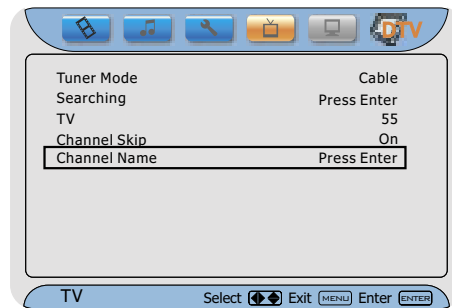 DTV
Tuner Mode Cable
Searching Press Enter
TV 55
Channel Skip On
Channel Name Press Enter
TV Select Exit MENU Enter ENTER